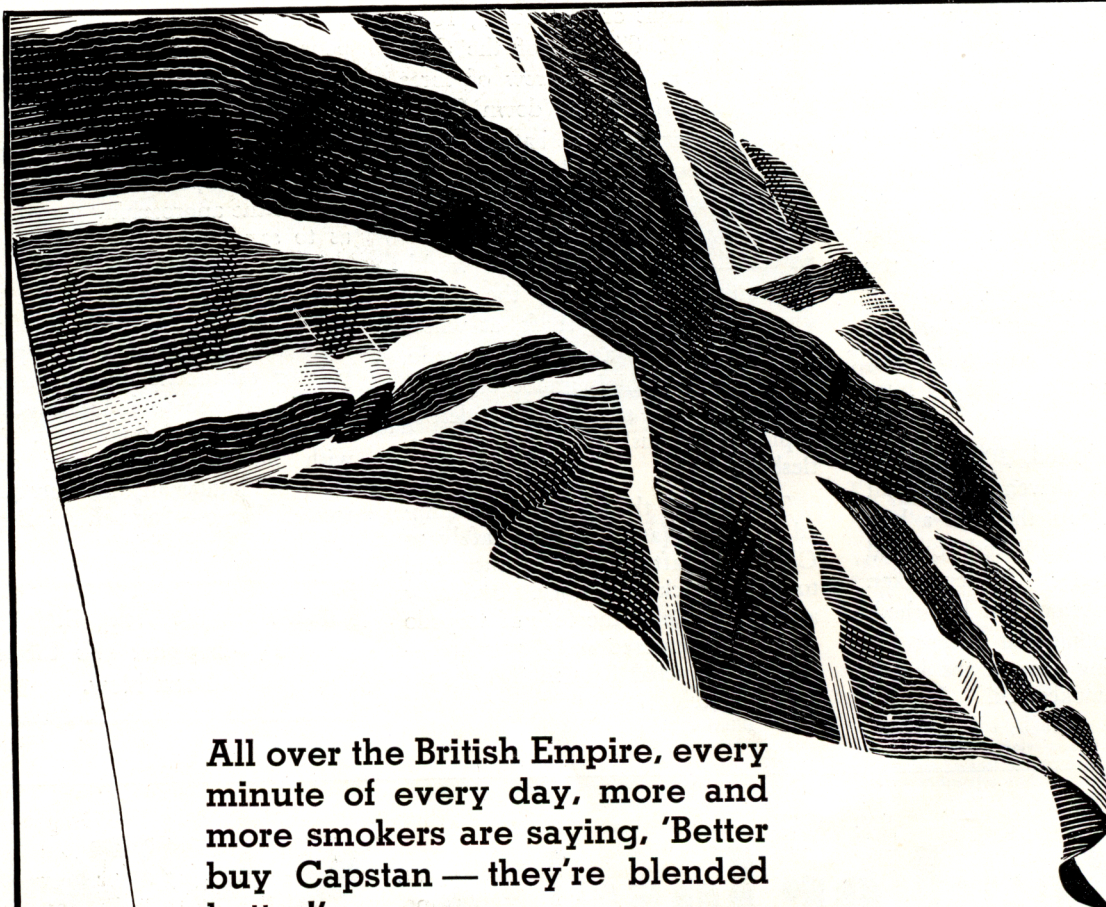 All over the British Empire, every
minute of every day, more and
more smokers are saying, ’Better
buy Capstan — they're blended